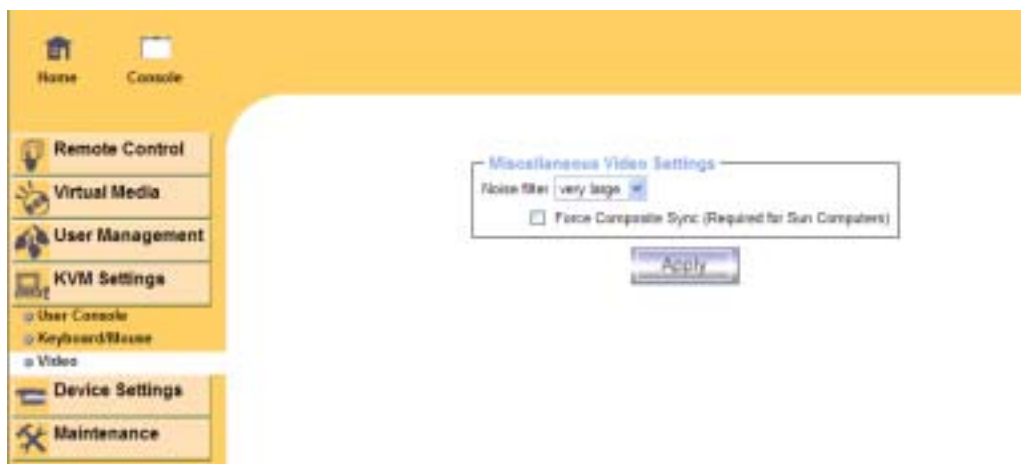 Home Console
Remote Control
Virtual Media
User Management
KVM Settings
User Console
Keyboard/Mouse
Video
Device Settings
Maintenance
Miscellaneous Video Settings
Noise filter very large
Force Composite Sync (Required for Sun Computers)
Apply